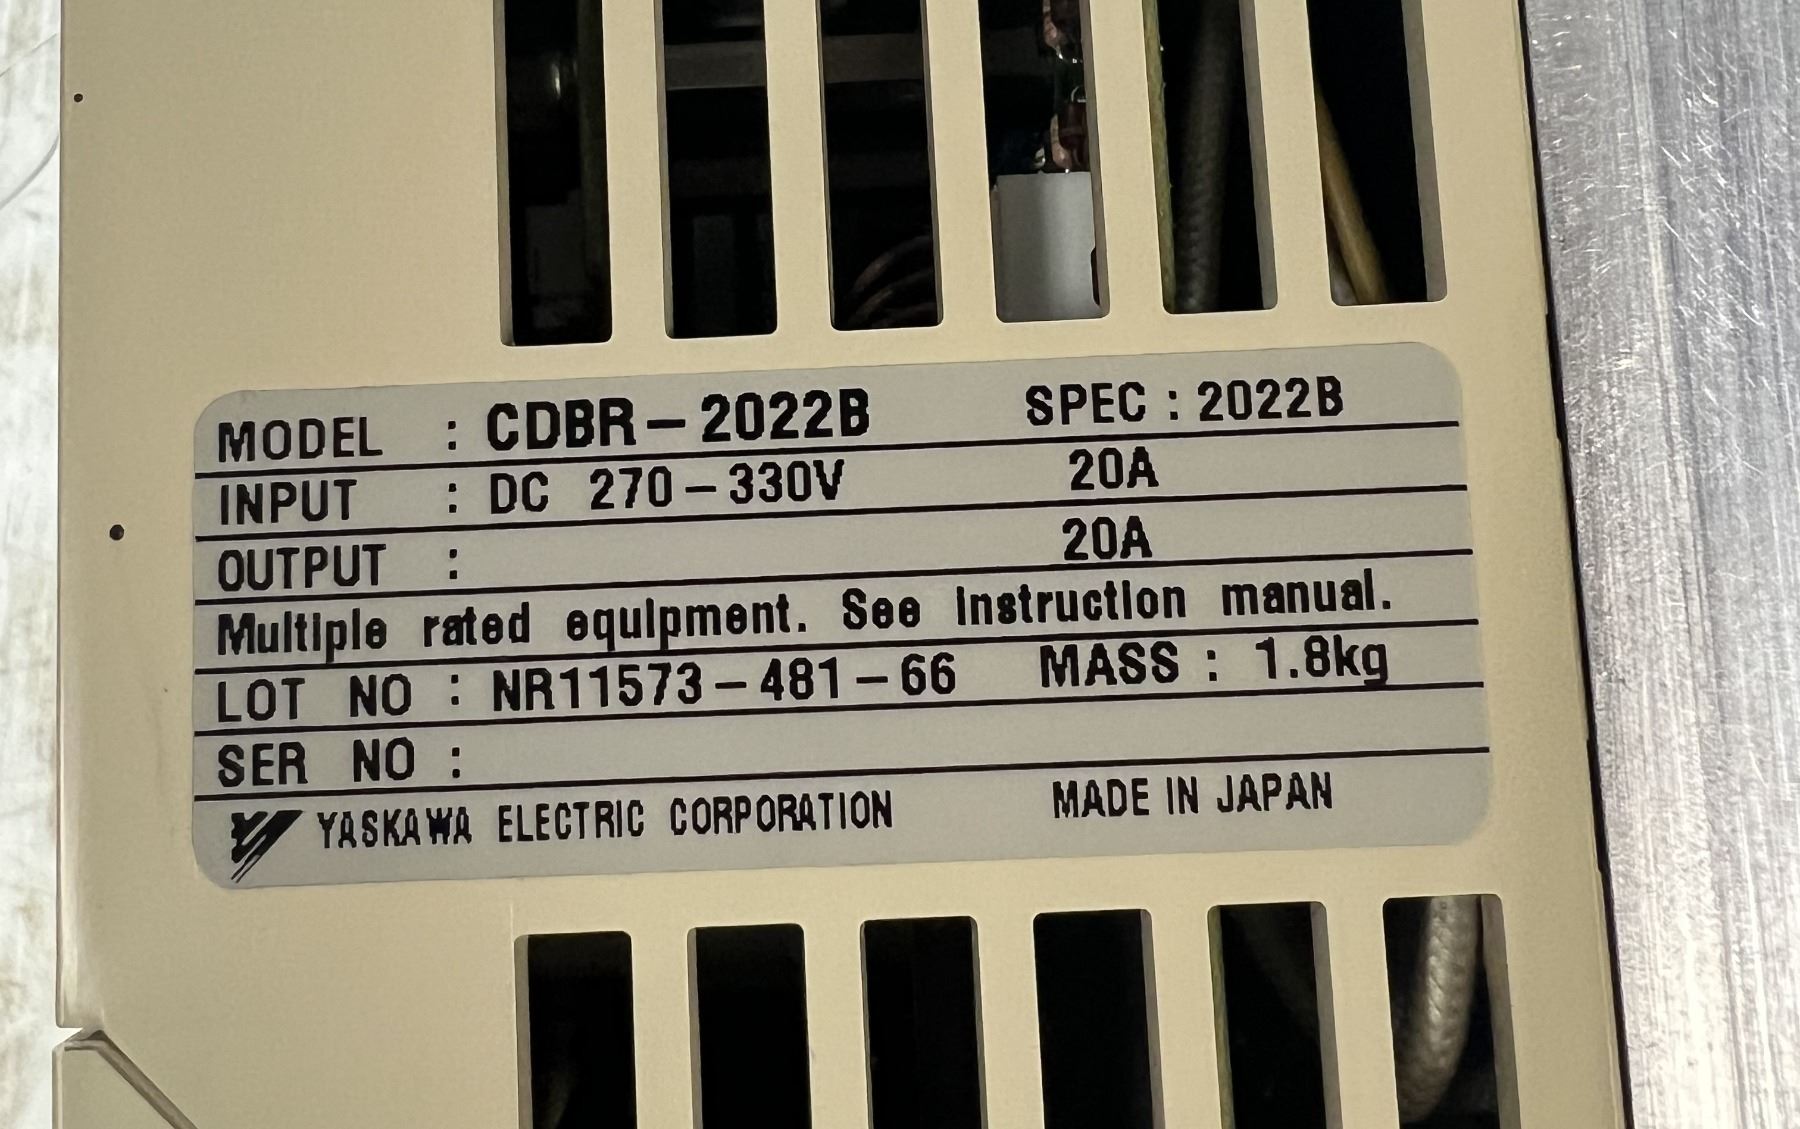 MODEL : CDBR-2022B SPEC : 2022B
INPUT : DC 270-330V 20A
OUTPUT : 20A
Multiple rated equipment. See instruction manual.
LOT NO : NR11573-481-66 MASS : 1.8kg
SER NO :
YASKAWA ELECTRIC CORPORATION MADE IN JAPAN